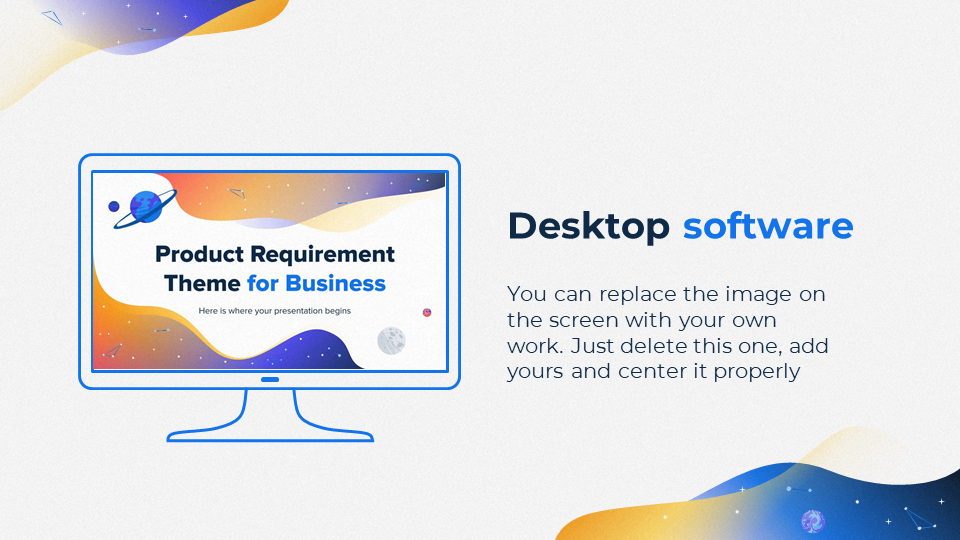 Product Requirement
Theme for Business
Here is where your presentation begins
Desktop software
You can replace the image on
the screen with your own
work. Just delete this one, add
yours and center it properly